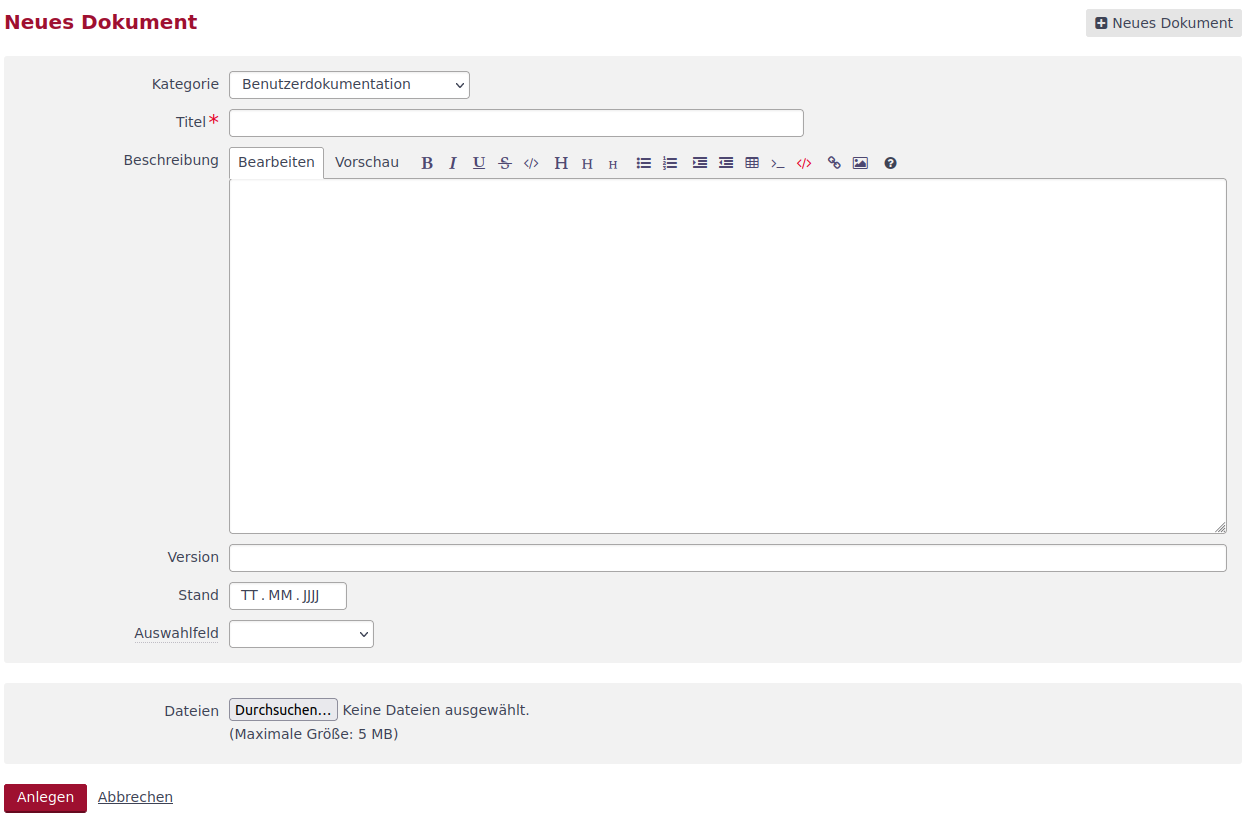 Neues Dokument
Neues Dokument
Kategorie Benutzerdokumentation
Titel*
Beschreibung Bearbeiten Vorschau B I U S </> H H H >_ </>
Version
Stand TT . MM . JJJJ
Auswahlfeld
Dateien Durchsuchen... Keine Dateien ausgewählt.
(Maximale Größe: 5 MB)
Anlegen Abbrechen